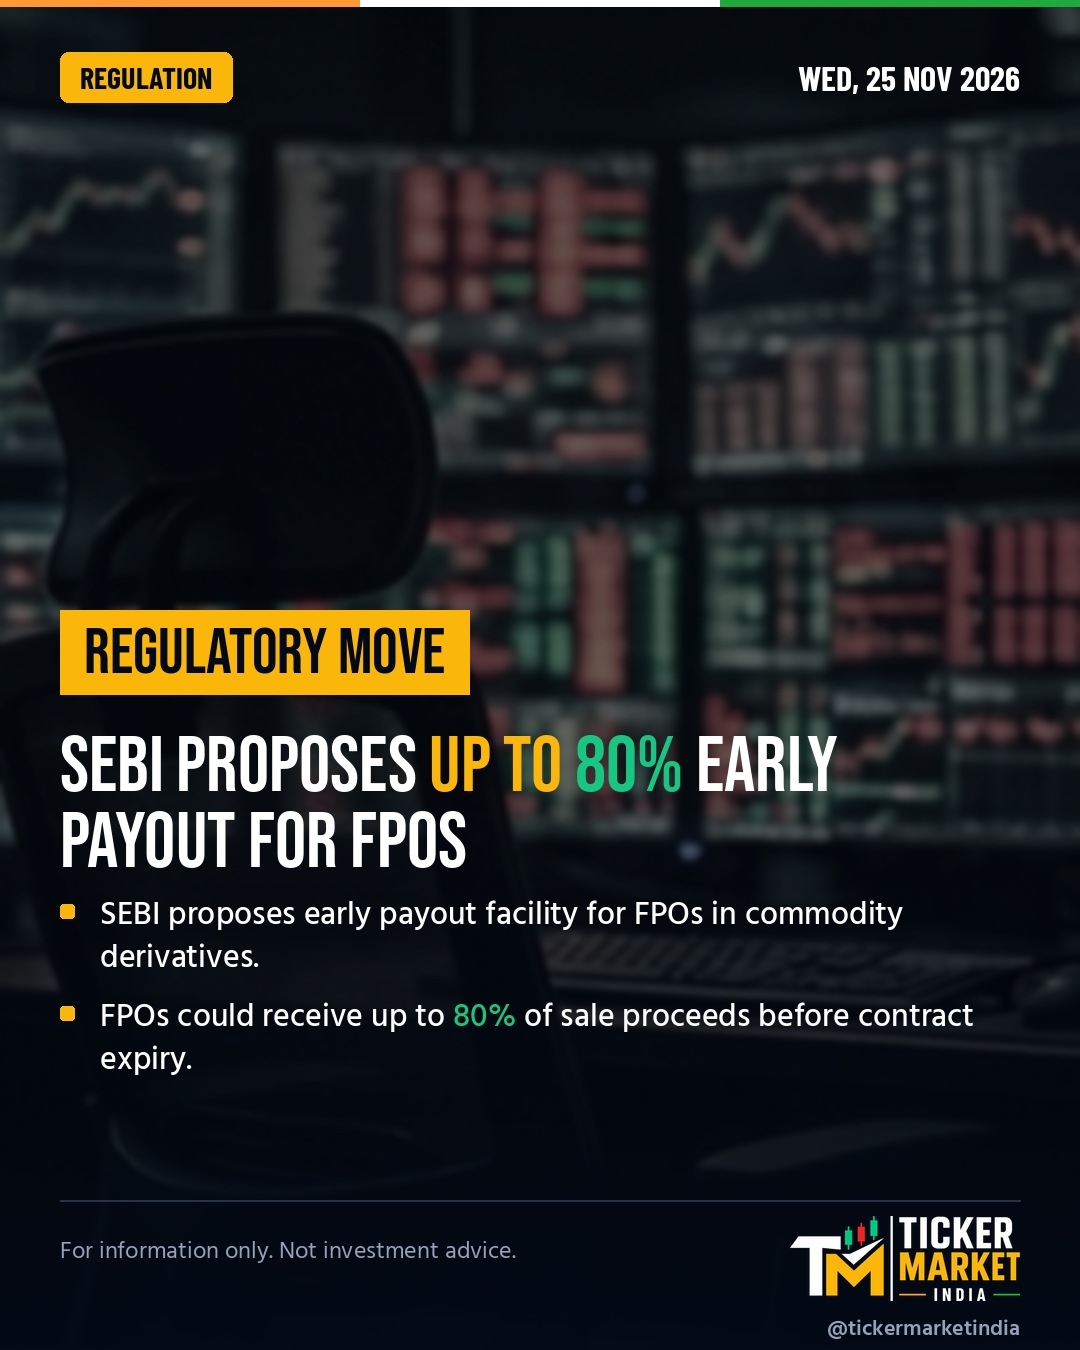 REGULATION
WED, 25 NOV 2026
REGULATORY MOVE
SEBI PROPOSES UP TO 80% EARLY
PAYOUT FOR FPOS
SEBI proposes early payout facility for FPOs in commodity
derivatives.
FPOs could receive up to 80% of sale proceeds before contract
expiry.
For information only. Not investment advice.
TM
TICKER
MARKET
INDIA
@tickermarketindia